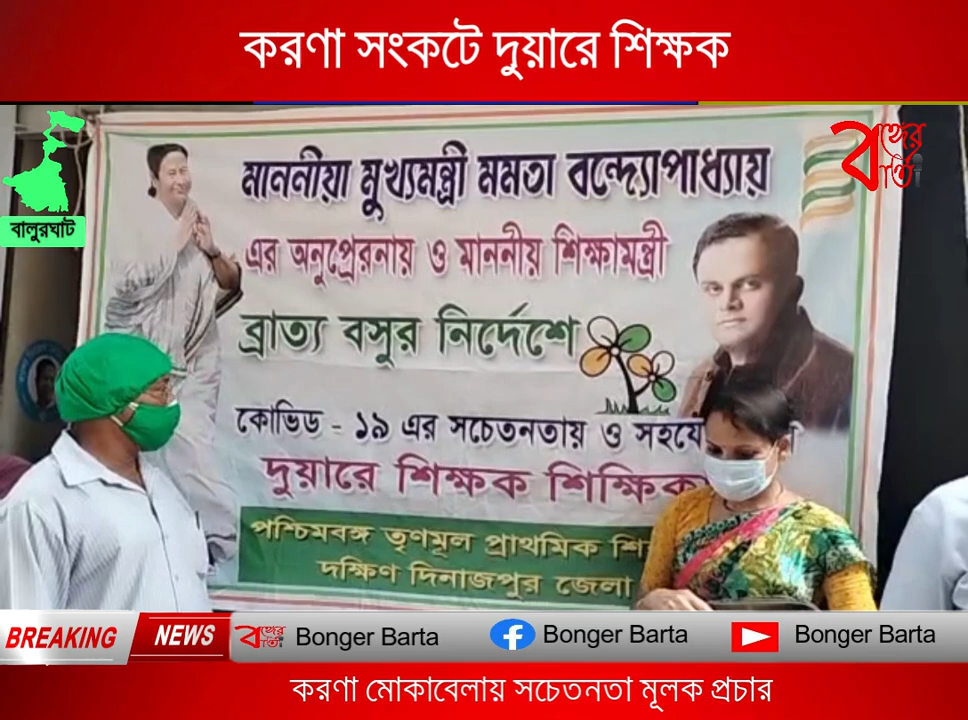 করণা সংকটে দুয়ারে শিক্ষক
বঙ্গের
বার্তা
বালুরঘাট
মাননীয়া মুখ্যমন্ত্রী মমতা বন্দ্যোপাধ্যায়
এর অনুপ্রেরনায় ও মাননীয় শিক্ষামন্ত্রী
ব্রাত্য বসুর নির্দেশে
কোভিড - ১৯ এর সচেতনতায় ও
দুয়ারে শিক্ষক
পশ্চিমবঙ্গ তৃণমূল প্রাথমিক
দক্ষিণ দিনাজপুর জেলা
BREAKING NEWS বঙ্গের বার্তা Bonger Barta Bonger Barta Bonger Barta
করণা মোকাবেলায় সচেতনতা মূলক প্রচার